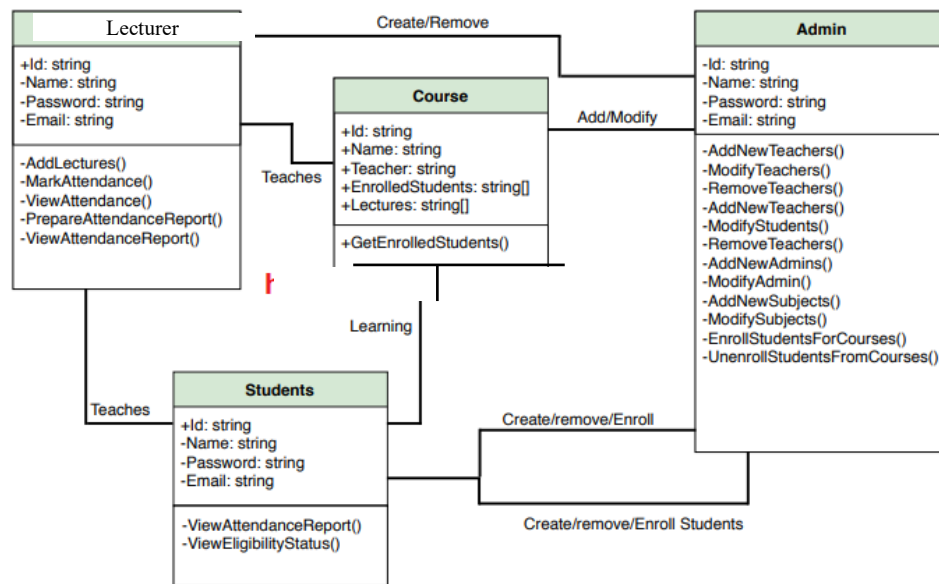 Lecturer
+Id: string
-Name: string
-Password: string
-Email: string
-AddLectures()
-MarkAttendance()
-ViewAttendance()
-PrepareAttendanceReport()
-ViewAttendanceReport()
Create/Remove
Teaches
Course
+Id: string
+Name: string
+Teacher: string
+EnrolledStudents: string[]
+Lectures: string[]
+GetEnrolledStudents()
Add/Modify
Admin
-Id: string
-Name: string
-Password: string
-Email: string
-AddNewTeachers()
-ModifyTeachers()
-RemoveTeachers()
-AddNewTeachers()
-ModifyStudents()
-RemoveTeachers()
-AddNewAdmins()
-ModifyAdmin()
-AddNewSubjects()
-ModifySubjects()
-EnrollStudentsForCourses()
-UnenrollStudentsFromCourses()
Learning
Teaches
Students
+Id: string
-Name: string
-Password: string
-Email: string
-ViewAttendanceReport()
-ViewEligibilityStatus()
Create/remove/Enroll
Create/remove/Enroll Students